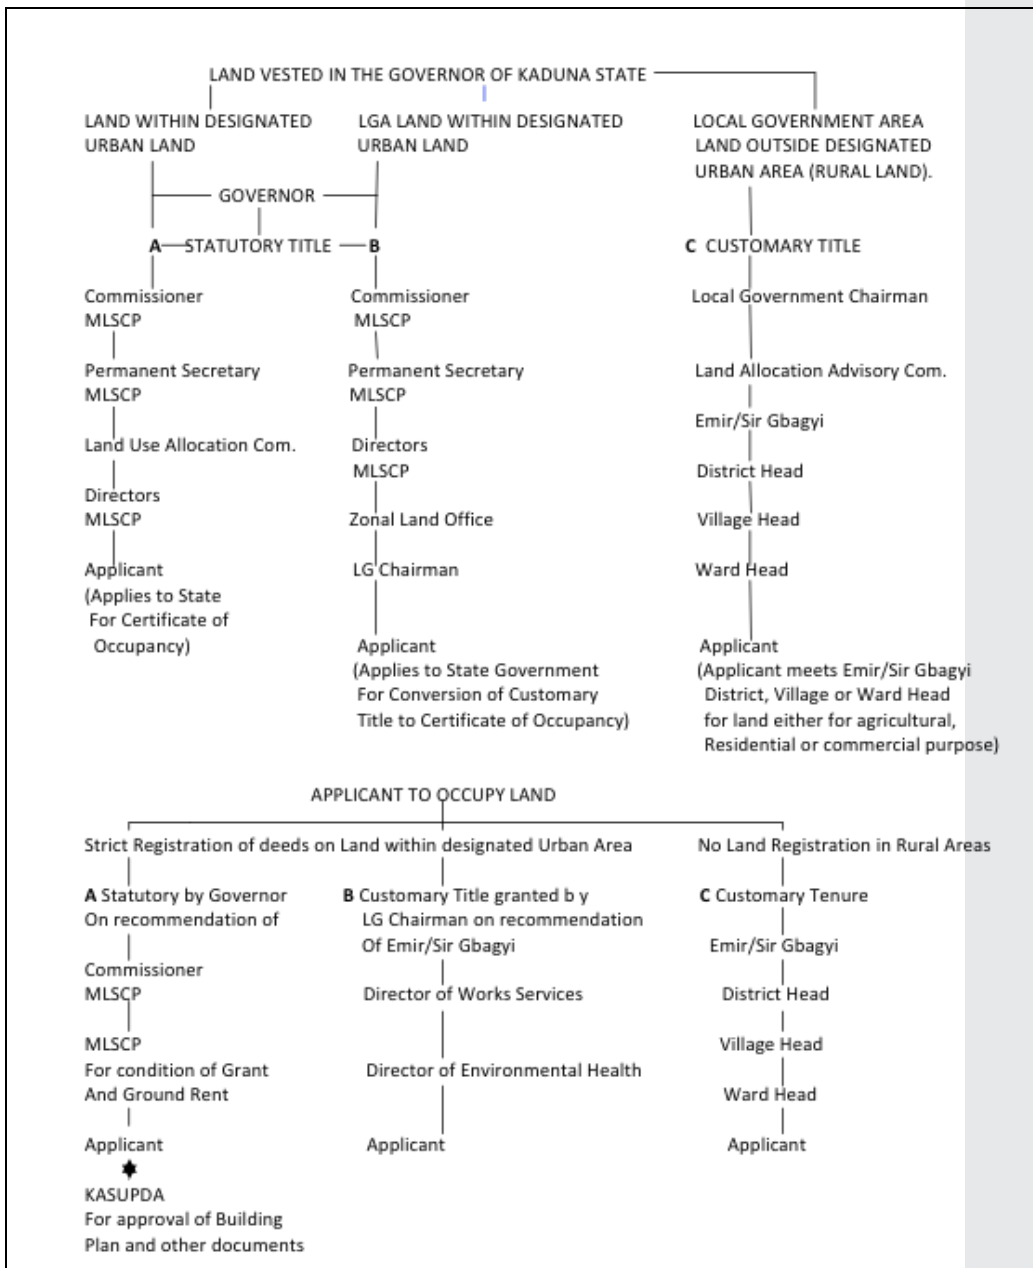 LAND VESTED IN THE GOVERNOR OF KADUNA STATE
LAND WITHIN DESIGNATED
URBAN LAND
LGA LAND WITHIN DESIGNATED
URBAN LAND
LOCAL GOVERNMENT AREA
LAND OUTSIDE DESIGNATED
URBAN AREA (RURAL LAND).
GOVERNOR
A STATUTORY TITLE B
C CUSTOMARY TITLE
Commissioner
MLSCP
Permanent Secretary
MLSCP
Land Use Allocation Com.
Directors
MLSCP
Applicant
(Applies to State
For Certificate of
Occupancy)
Commissioner
MLSCP
Permanent Secretary
MLSCP
Directors
MLSCP
Zonal Land Office
LG Chairman
Applicant
(Applies to State Government
For Conversion of Customary
Title to Certificate of Occupancy)
Local Government Chairman
Land Allocation Advisory Com.
Emir/Sir Gbagyi
District Head
Village Head
Ward Head
Applicant
(Applicant meets Emir/Sir Gbagyi
District, Village or Ward Head
for land either for agricultural,
Residential or commercial purpose)
APPLICANT TO OCCUPY LAND
Strict Registration of deeds on Land within designated Urban Area
No Land Registration in Rural Areas
A Statutory by Governor
On recommendation of
Commissioner
MLSCP
MLSCP
For condition of Grant
And Ground Rent
Applicant
KASUPDA
For approval of Building
Plan and other documents
B Customary Title granted b y
LG Chairman on recommendation
Of Emir/Sir Gbagyi
Director of Works Services
Director of Environmental Health
Applicant
C Customary Tenure
Emir/Sir Gbagyi
District Head
Village Head
Ward Head
Applicant